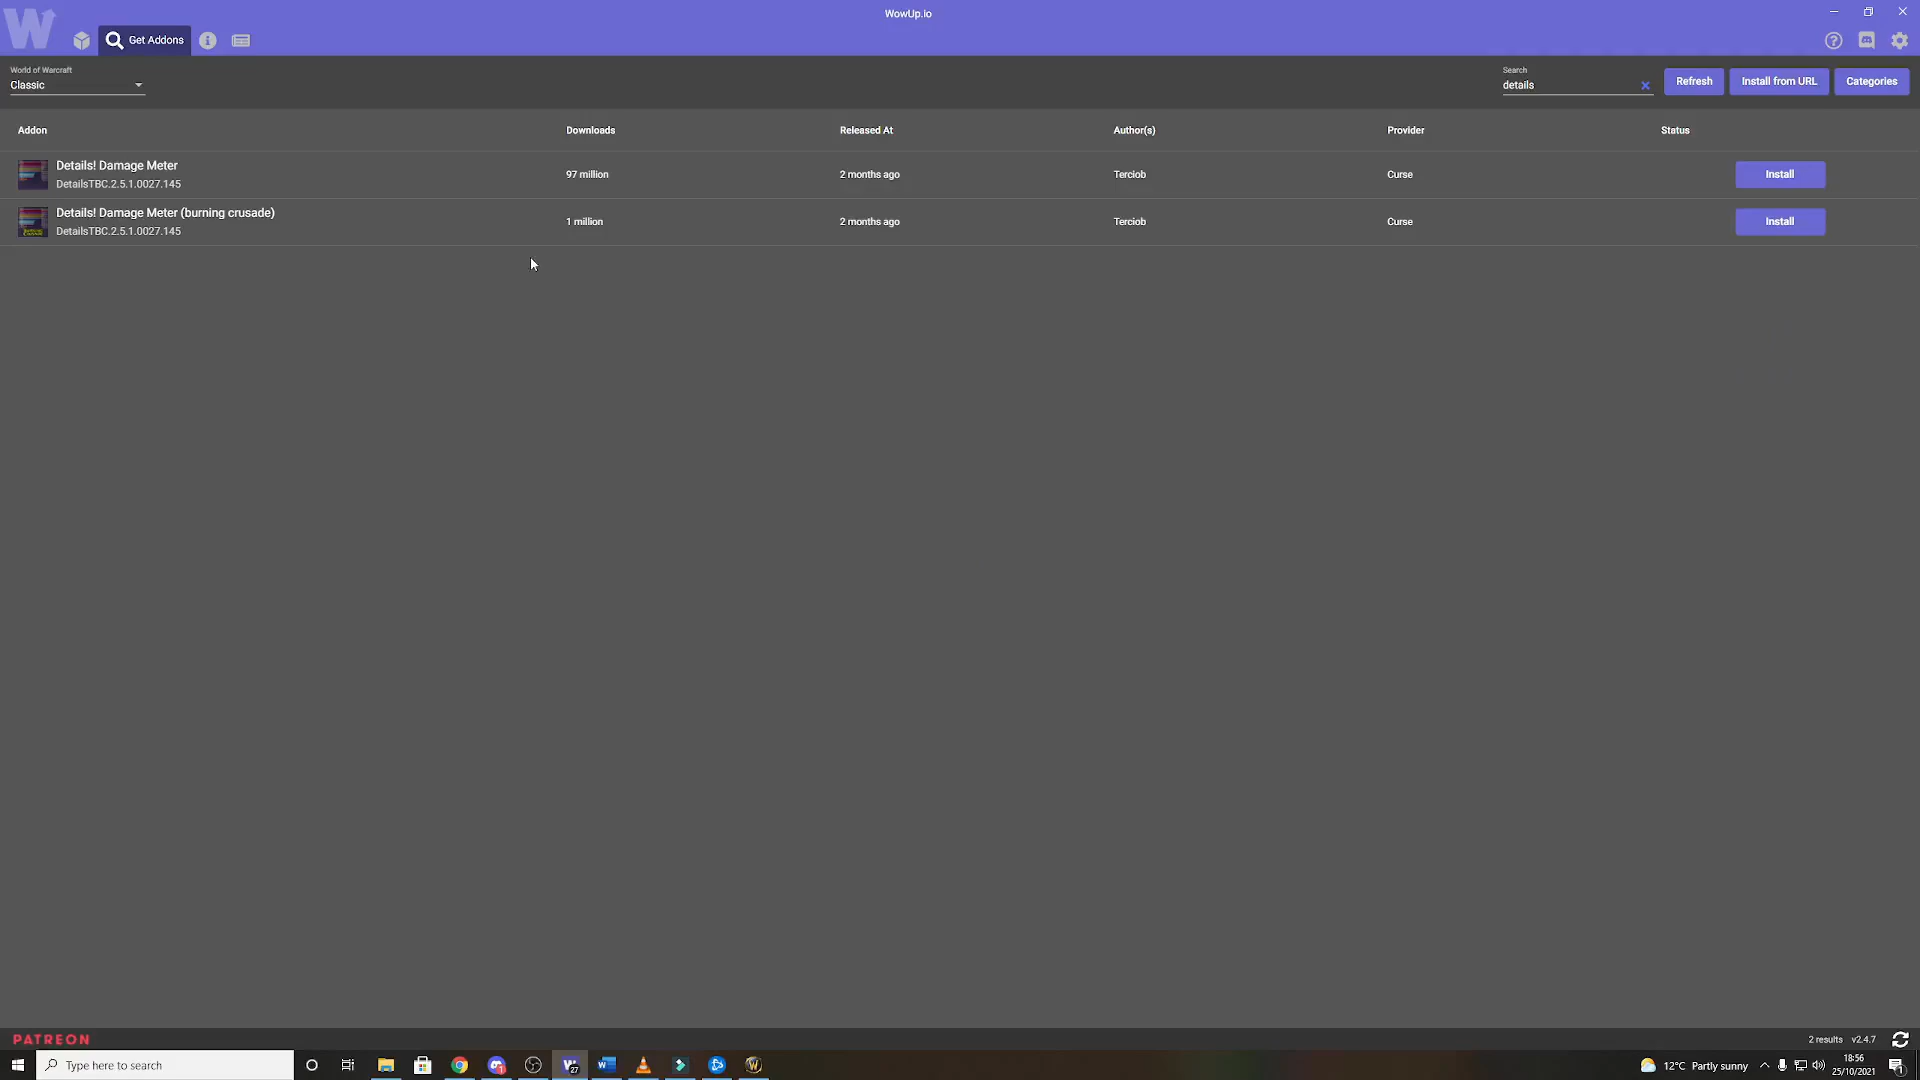 WowUp.io
Get Addons
World of Warcraft
Classic
Search
details
Refresh
Install from URL
Categories
Addon Downloads Released At Author(s) Provider Status
Details! Damage Meter
DetailsTBC.2.5.1.0027.145
97 million 2 months ago Terciob Curse Install
Details! Damage Meter (burning crusade)
DetailsTBC.2.5.1.0027.145
1 million 2 months ago Terciob Curse Install
PATREON
2 results v2.4.7
Type here to search
27
12°C Partly sunny
18:56
25/10/2021